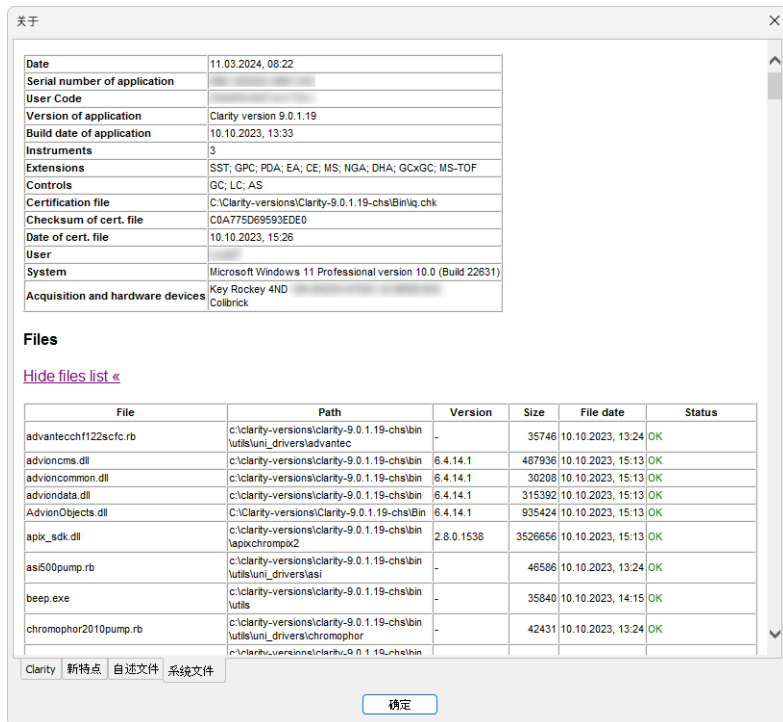 关于
Date 11.03.2024, 08:22
Serial number of application
User Code
Version of application Clarity version 9.0.1.19
Build date of application 10.10.2023, 13:33
Instruments 3
Extensions SST; GPC; PDA; EA; CE; MS; NGA; DHA; GCxGC; MS-TOF
Controls GC; LC; AS
Certification file C:\Clarity-versions\Clarity-9.0.1.19-chs\Bin\iq.chk
Checksum of cert. file C0A775D69593EDE0
Date of cert. file 10.10.2023, 15:26
User
System Microsoft Windows 11 Professional version 10.0 (Build 22631)
Acquisition and hardware devices Key Rockey 4ND
Colibrick
Files
Hide files list «
File Path Version Size File date Status
advantecchf122scfc.rb c:\clarity-versions\clarity-9.0.1.19-chs\bin
\utils\uni_drivers\advantec - 35746 10.10.2023, 13:24 OK
advioncms.dll c:\clarity-versions\clarity-9.0.1.19-chs\bin 6.4.14.1 487936 10.10.2023, 15:13 OK
advioncommon.dll c:\clarity-versions\clarity-9.0.1.19-chs\bin 6.4.14.1 30208 10.10.2023, 15:13 OK
adviondata.dll c:\clarity-versions\clarity-9.0.1.19-chs\bin 6.4.14.1 315392 10.10.2023, 15:13 OK
AdvionObjects.dll C:\Clarity-versions\Clarity-9.0.1.19-chs\Bin 6.4.14.1 935424 10.10.2023, 15:13 OK
apix_sdk.dll c:\clarity-versions\clarity-9.0.1.19-chs\bin
\apixchrompix2 2.8.0.1538 3526656 10.10.2023, 15:13 OK
asi500pump.rb c:\clarity-versions\clarity-9.0.1.19-chs\bin
\utils\uni_drivers\asi - 46586 10.10.2023, 13:24 OK
beep.exe c:\clarity-versions\clarity-9.0.1.19-chs\bin
\utils - 35840 10.10.2023, 14:15 OK
chromophor2010pump.rb c:\clarity-versions\clarity-9.0.1.19-chs\bin
\utils\uni_drivers\chromophor - 42431 10.10.2023, 13:24 OK
c:\clarity-versions\clarity-9.0.1.19-chs\bin
Clarity 新特点 自述文件 系统文件
确定